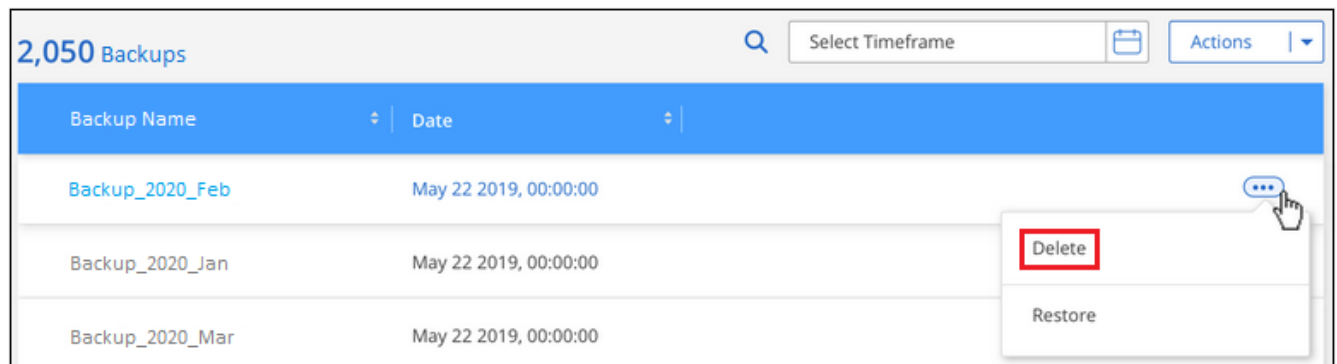 2,050 Backups
Select Timeframe
Actions
Backup Name
Date
Backup_2020_Feb
May 22 2019, 00:00:00
Backup_2020_Jan
May 22 2019, 00:00:00
Delete
Restore
Backup_2020_Mar
May 22 2019, 00:00:00